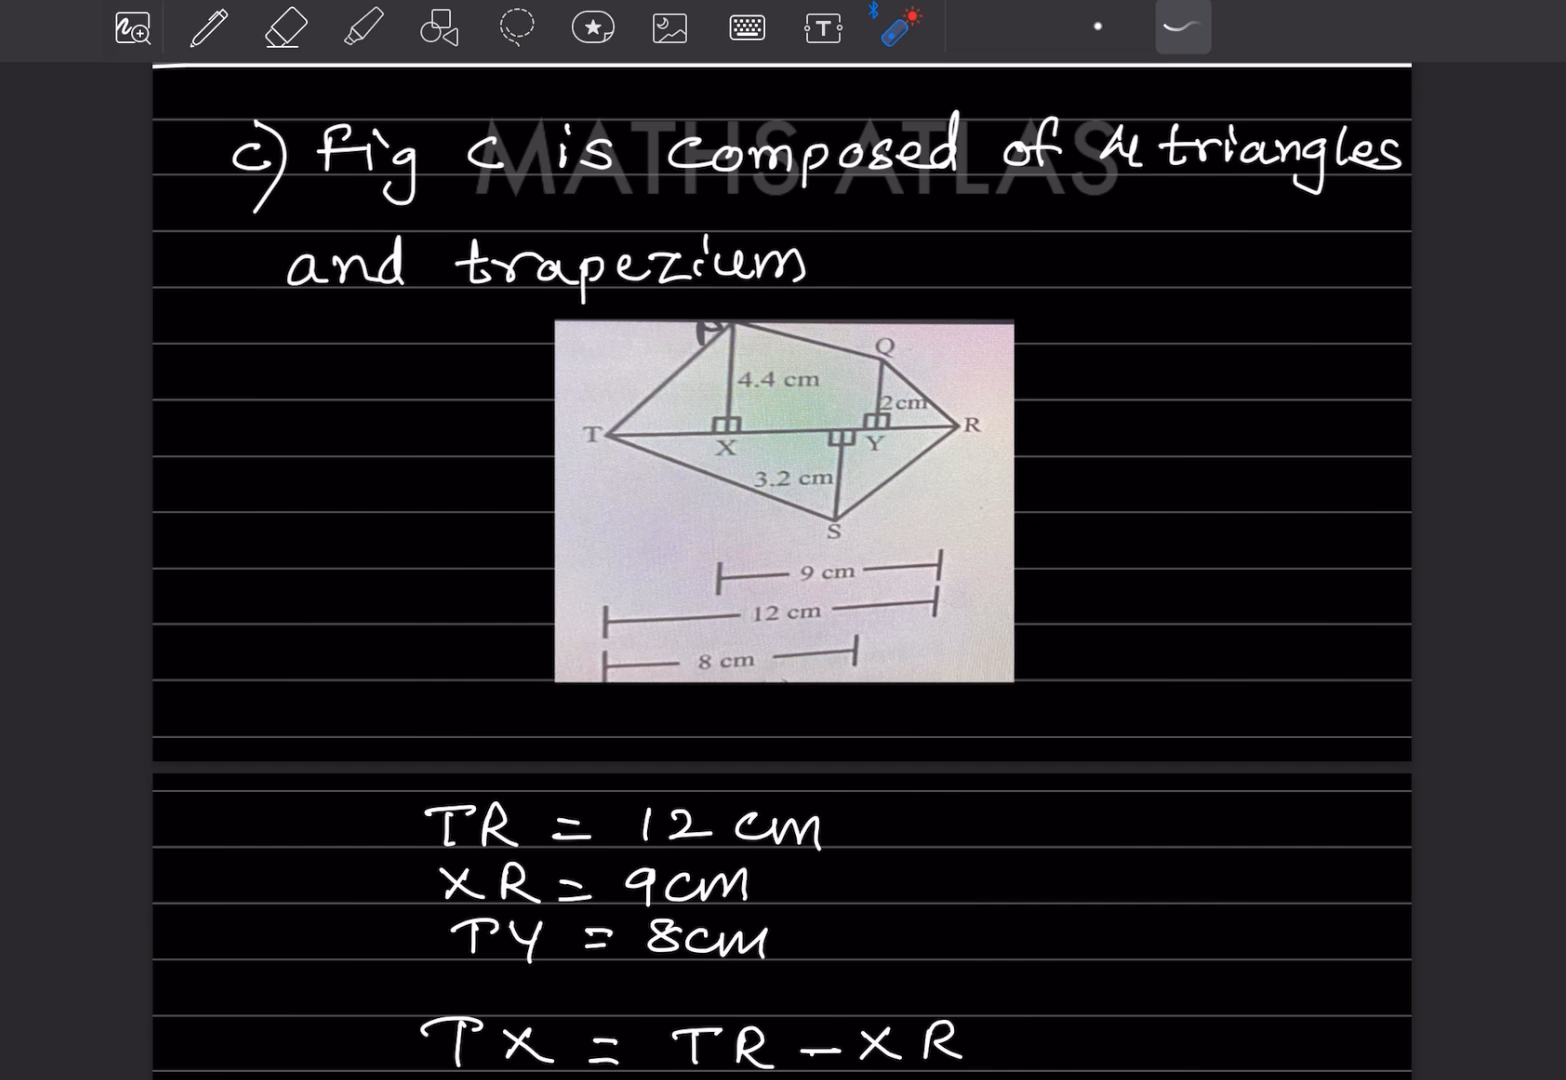 c) Fig c is composed of 4 triangles
MATHS ATLAS
and trapezium
P
Q
4.4 cm
2cm
T
R
X
Y
3.2 cm
S
9 cm
12 cm
8 cm
TR = 12 cm
XR = 9cm
TY = 8cm
TX = TR - XR